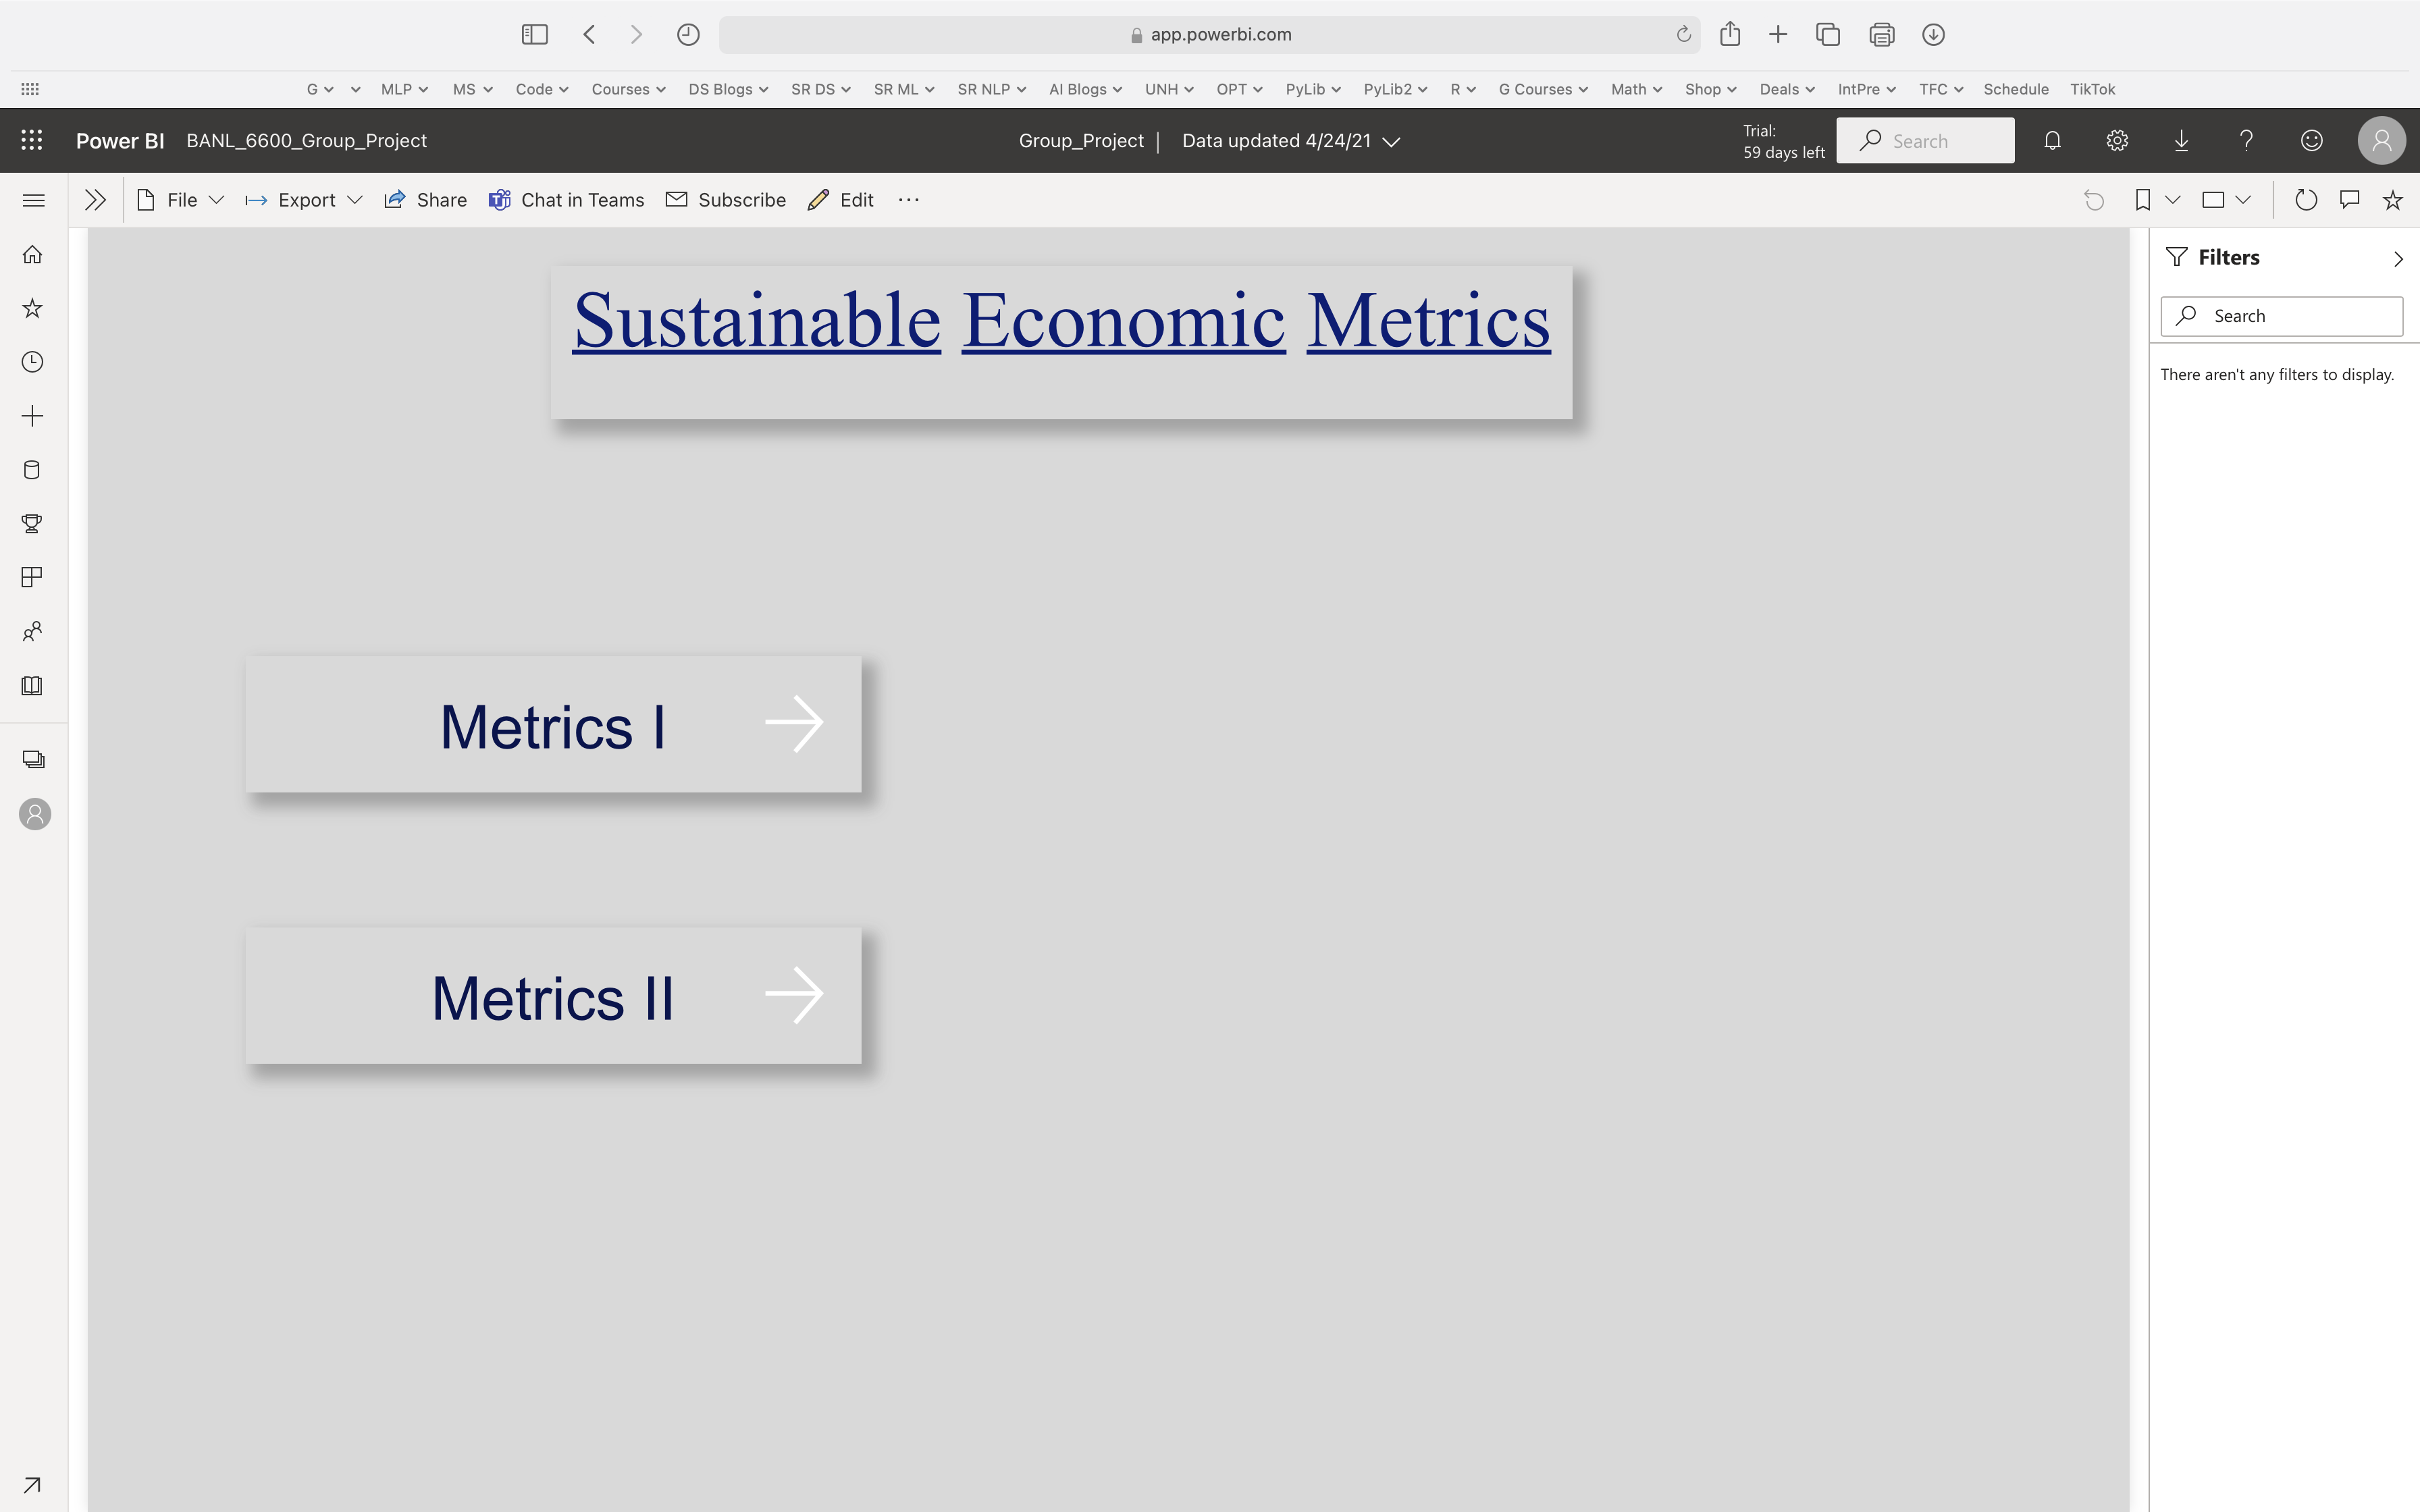 app.powerbi.com
G MLP MS Code Courses DS Blogs SR DS SR ML SR NLP AI Blogs UNH OPT PyLib PyLib2 R G Courses Math Shop Deals IntPre TFC Schedule TikTok
Power BI BANL_6600_Group_Project Group_Project | Data updated 4/24/21
Trial:
59 days left
Search
File Export Share Chat in Teams Subscribe Edit ...
Filters
Search
There aren't any filters to display.
Sustainable Economic Metrics
Metrics I
Metrics II